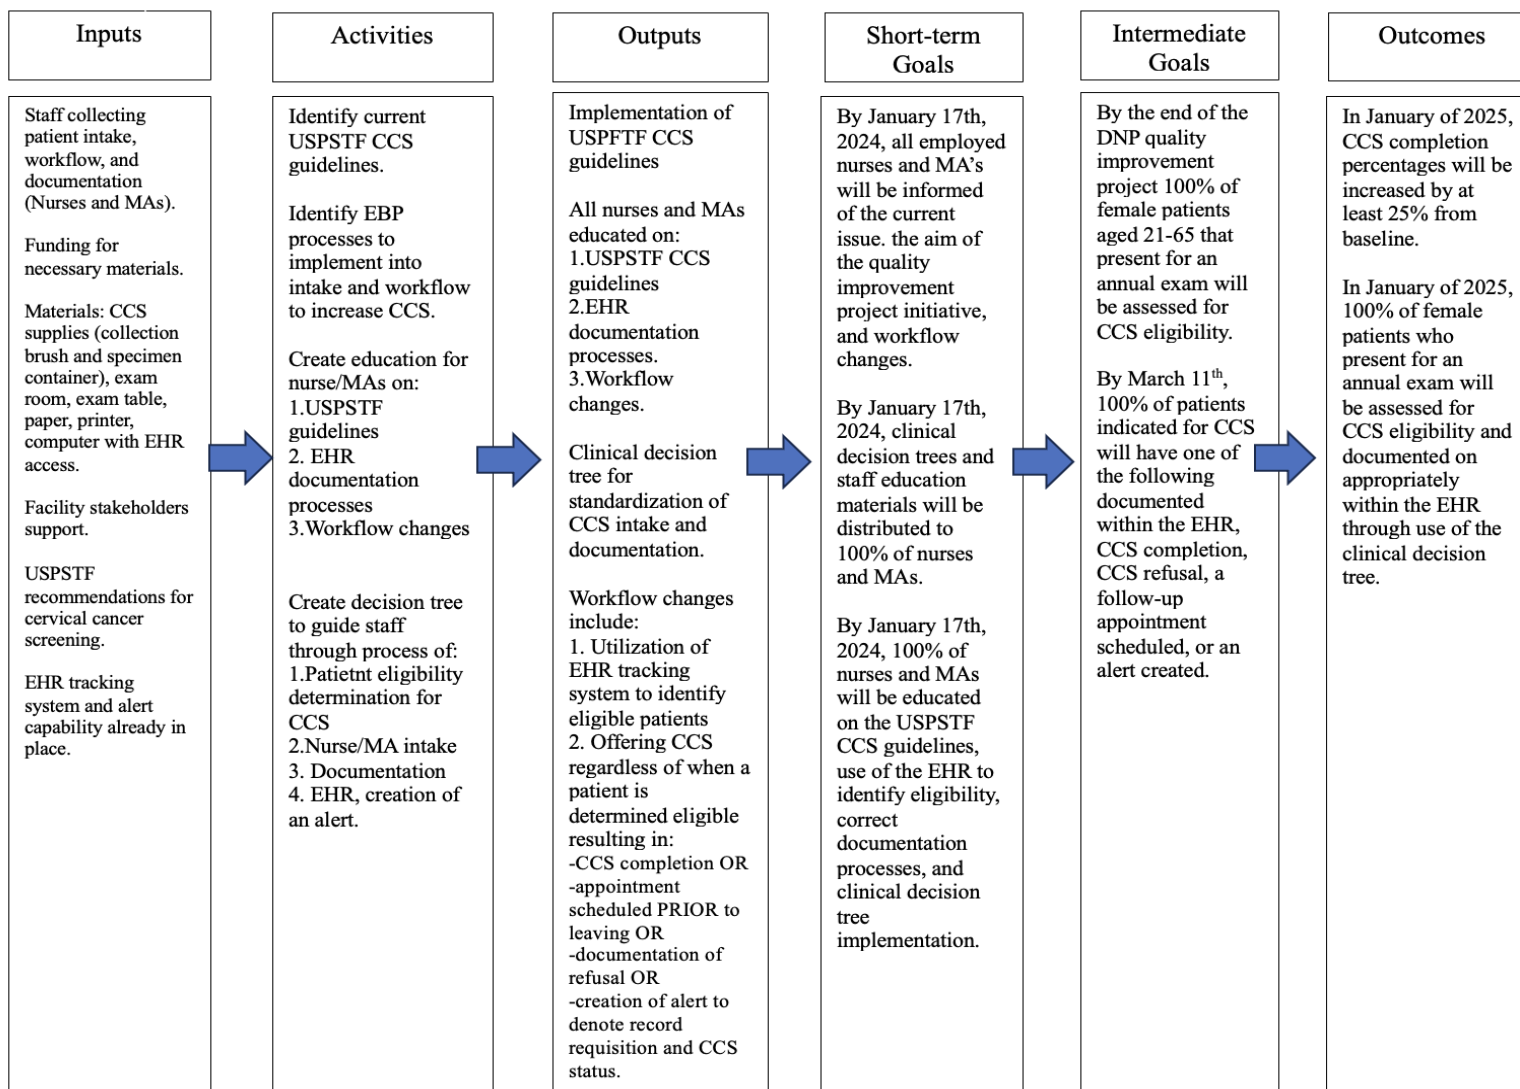 Inputs
Staff collecting
patient intake,
workflow, and
documentation
(Nurses and MAs).
Funding for
necessary materials.
Materials: CCS
supplies (collection
brush and specimen
container), exam
room, exam table,
paper, printer,
computer with EHR
access.
Facility stakeholders
support.
USPSTF
recommendations for
cervical cancer
screening.
EHR tracking
system and alert
capability already in
place.
Activities
Identify current
USPSTF CCS
guidelines.
Identify EBP
processes to
implement into
intake and workflow
to increase CCS.
Create education for
nurse/MAs on:
1.USPSTF
guidelines
2. EHR
documentation
processes
3.Workflow changes
Create decision tree
to guide staff
through process of:
1.Patietnt eligibility
determination for
CCS
2.Nurse/MA intake
3. Documentation
4. EHR, creation of
an alert.
Outputs
Implementation of
USPFTF CCS
guidelines
All nurses and MAs
educated on:
1.USPSTF CCS
guidelines
2.EHR
documentation
processes.
3.Workflow
changes.
Clinical decision
tree for
standardization of
CCS intake and
documentation.
Workflow changes
include:
1. Utilization of
EHR tracking
system to identify
eligible patients
2. Offering CCS
regardless of when a
patient is
determined eligible
resulting in:
-CCS completion OR
-appointment
scheduled PRIOR to
leaving OR
-documentation of
refusal OR
-creation of alert to
denote record
requisition and CCS
status.
Short-term
Goals
By January 17th,
2024, all employed
nurses and MA's
will be informed
of the current
issue. the aim of
the quality
improvement
project initiative,
and workflow
changes.
By January 17th,
2024, clinical
decision trees and
staff education
materials will be
distributed to
100% of nurses
and MAs.
By January 17th,
2024, 100% of
nurses and MAs
will be educated
on the USPSTF
CCS guidelines,
use of the EHR to
identify eligibility,
correct
documentation
processes, and
clinical decision
tree
implementation.
Intermediate
Goals
By the end of the
DNP quality
improvement
project 100% of
female patients
aged 21-65 that
present for an
annual exam will
be assessed for
CCS eligibility.
By March 11th,
100% of patients
indicated for CCS
will have one of
the following
documented
within the EHR,
CCS completion,
CCS refusal, a
follow-up
appointment
scheduled, or an
alert created.
Outcomes
In January of 2025,
CCS completion
percentages will be
increased by at
least 25% from
baseline.
In January of 2025,
100% of female
patients who
present for an
annual exam will
be assessed for
CCS eligibility and
documented on
appropriately
within the EHR
through use of the
clinical decision
tree.